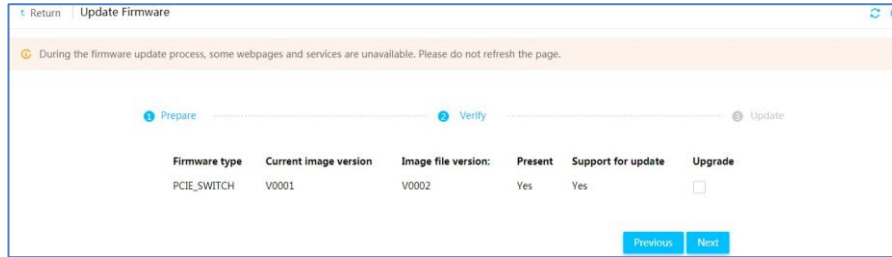 Return Update Firmware
During the firmware update process, some webpages and services are unavailable. Please do not refresh the page.
1 Prepare 2 Verify 3 Update
Firmware type Current image version Image file version: Present Support for update Upgrade
PCIE_SWITCH V0001 V0002 Yes Yes
Previous Next